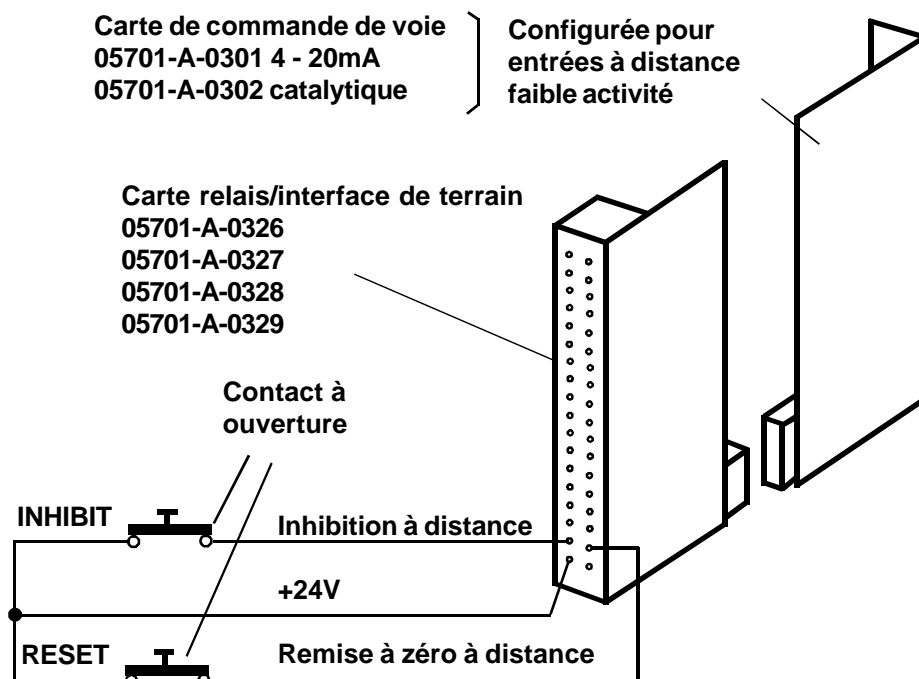 Carte de commande de voie
05701-A-0301 4 - 20mA
05701-A-0302 catalytique
Configurée pour
entrées à distance
faible activité
Carte relais/interface de terrain
05701-A-0326
05701-A-0327
05701-A-0328
05701-A-0329
Contact à
ouverture
INHIBIT
Inhibition à distance
+24V
RESET
Remise à zéro à distance